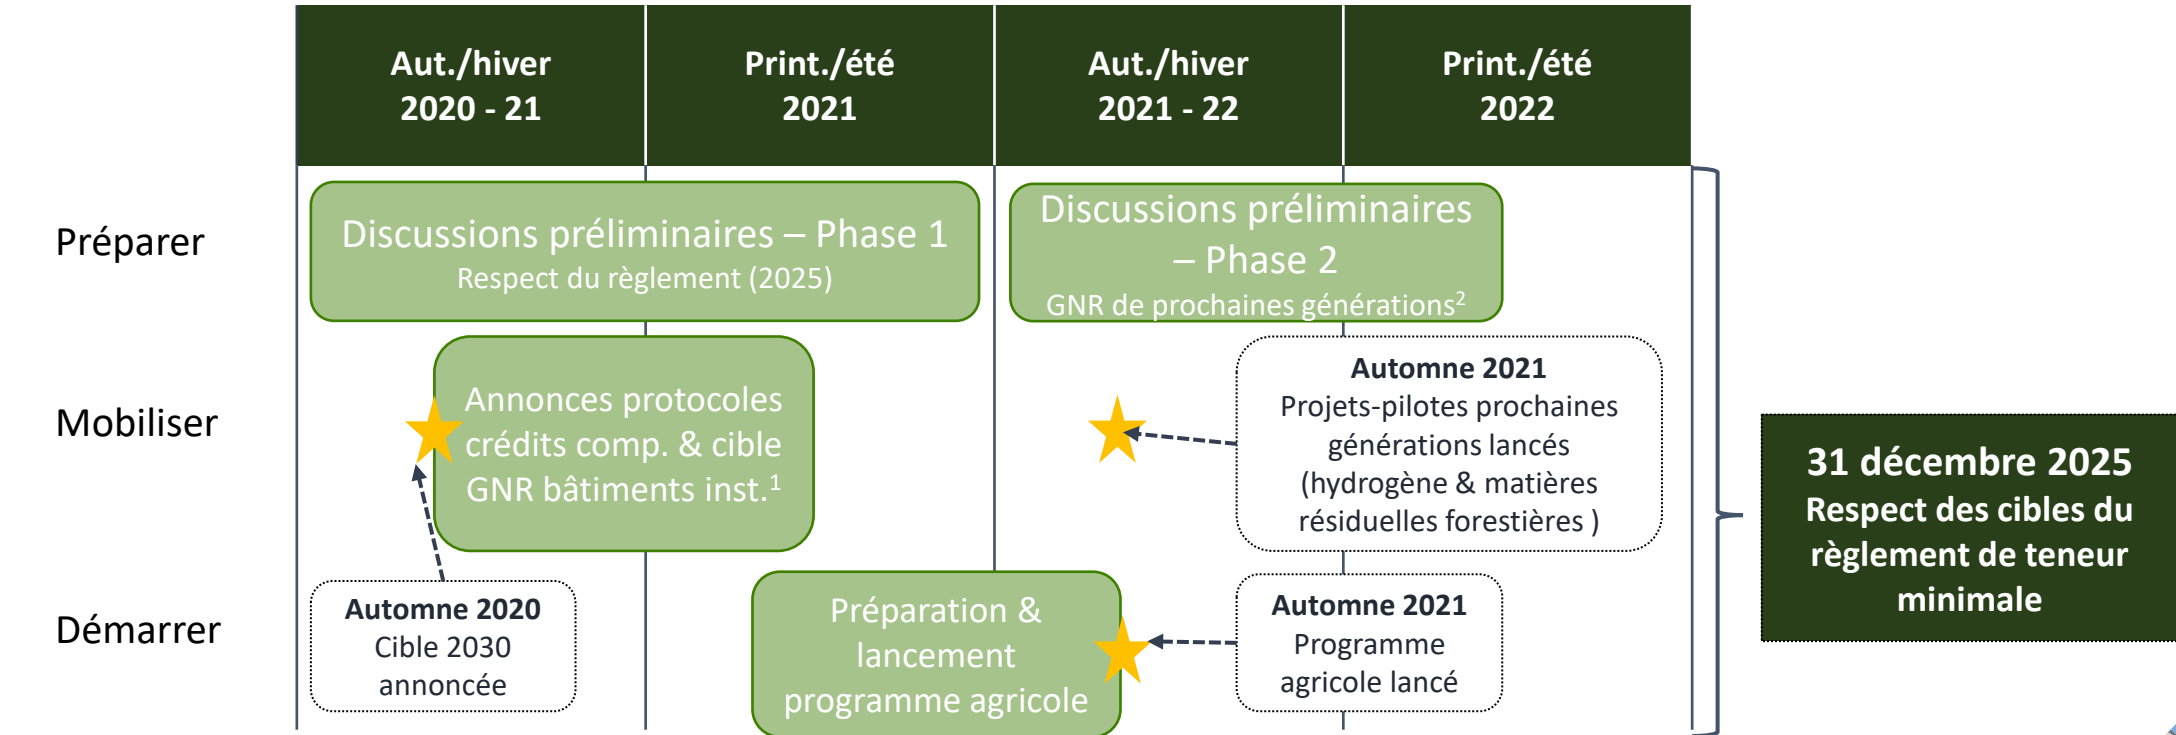 Aut./hiver
2020 - 21
Print./été
2021
Aut./hiver
2021 - 22
Print./été
2022
Préparer
Discussions préliminaires – Phase 1
Respect du règlement (2025)
Discussions préliminaires
– Phase 2
GNR de prochaines générations²
Mobiliser
Annonces protocoles
crédits comp. & cible
GNR bâtiments inst.¹
Automne 2021
Projets-pilotes prochaines
générations lancés
(hydrogène & matières
résiduelles forestières )
Démarrer
Automne 2020
Cible 2030
annoncée
Préparation &
lancement
programme agricole
Automne 2021
Programme
agricole lancé
31 décembre 2025
Respect des cibles du
règlement de teneur
minimale